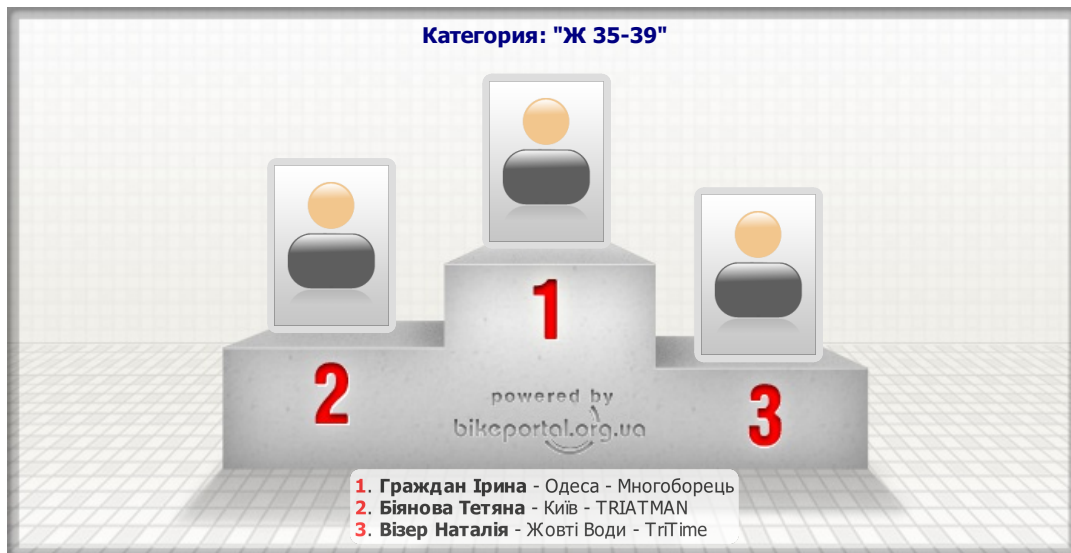 Категория: "Ж 35-39"
1
2
3
powered by
bikeportal.org.ua
1. Граждан Ірина - Одеса - Многоборець
2. Біянова Тетяна - Київ - TRIATMAN
3. Візер Наталія - Жовті Води - TriTime